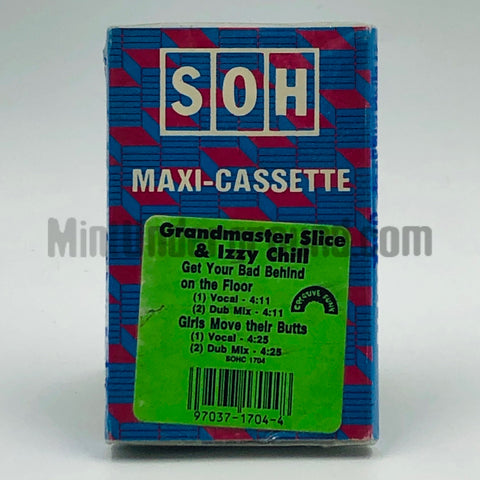 SOH
MAXI-CASSETTE
Grandmaster Slice
& Izzy Chill
Get Your Bad Behind
on the Floor
(1) Vocal - 4:11
(2) Dub Mix - 4:11
Girls Move their Butts
(1) Vocal - 4:25
(2) Dub Mix - 4:25
SOHC 1704
97037-1704-4